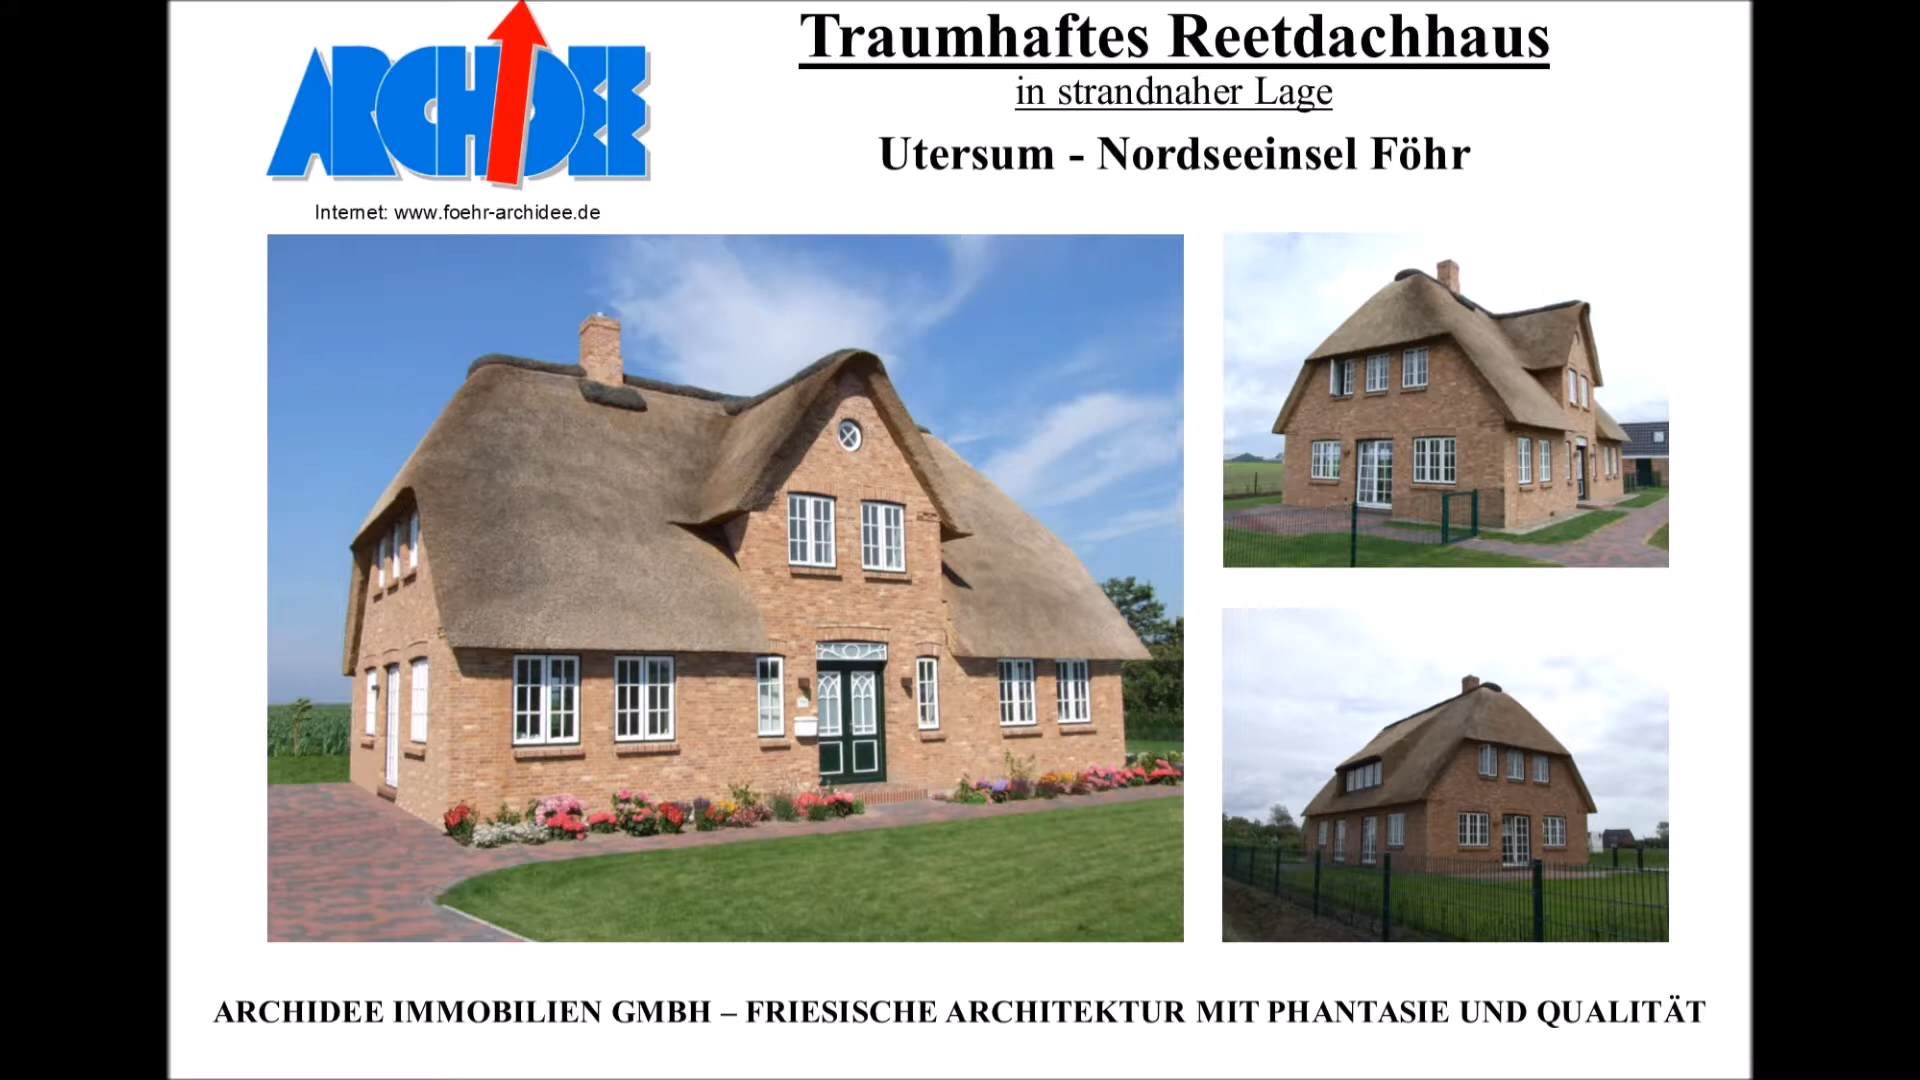 ARCHIDEE
Traumhaftes Reetdachhaus
in strandnaher Lage
Utersum - Nordseeinsel Föhr
Internet: www.foehr-archidee.de
ARCHIDEE IMMOBILIEN GMBH – FRIESISCHE ARCHITEKTUR MIT PHANTASIE UND QUALITÄT